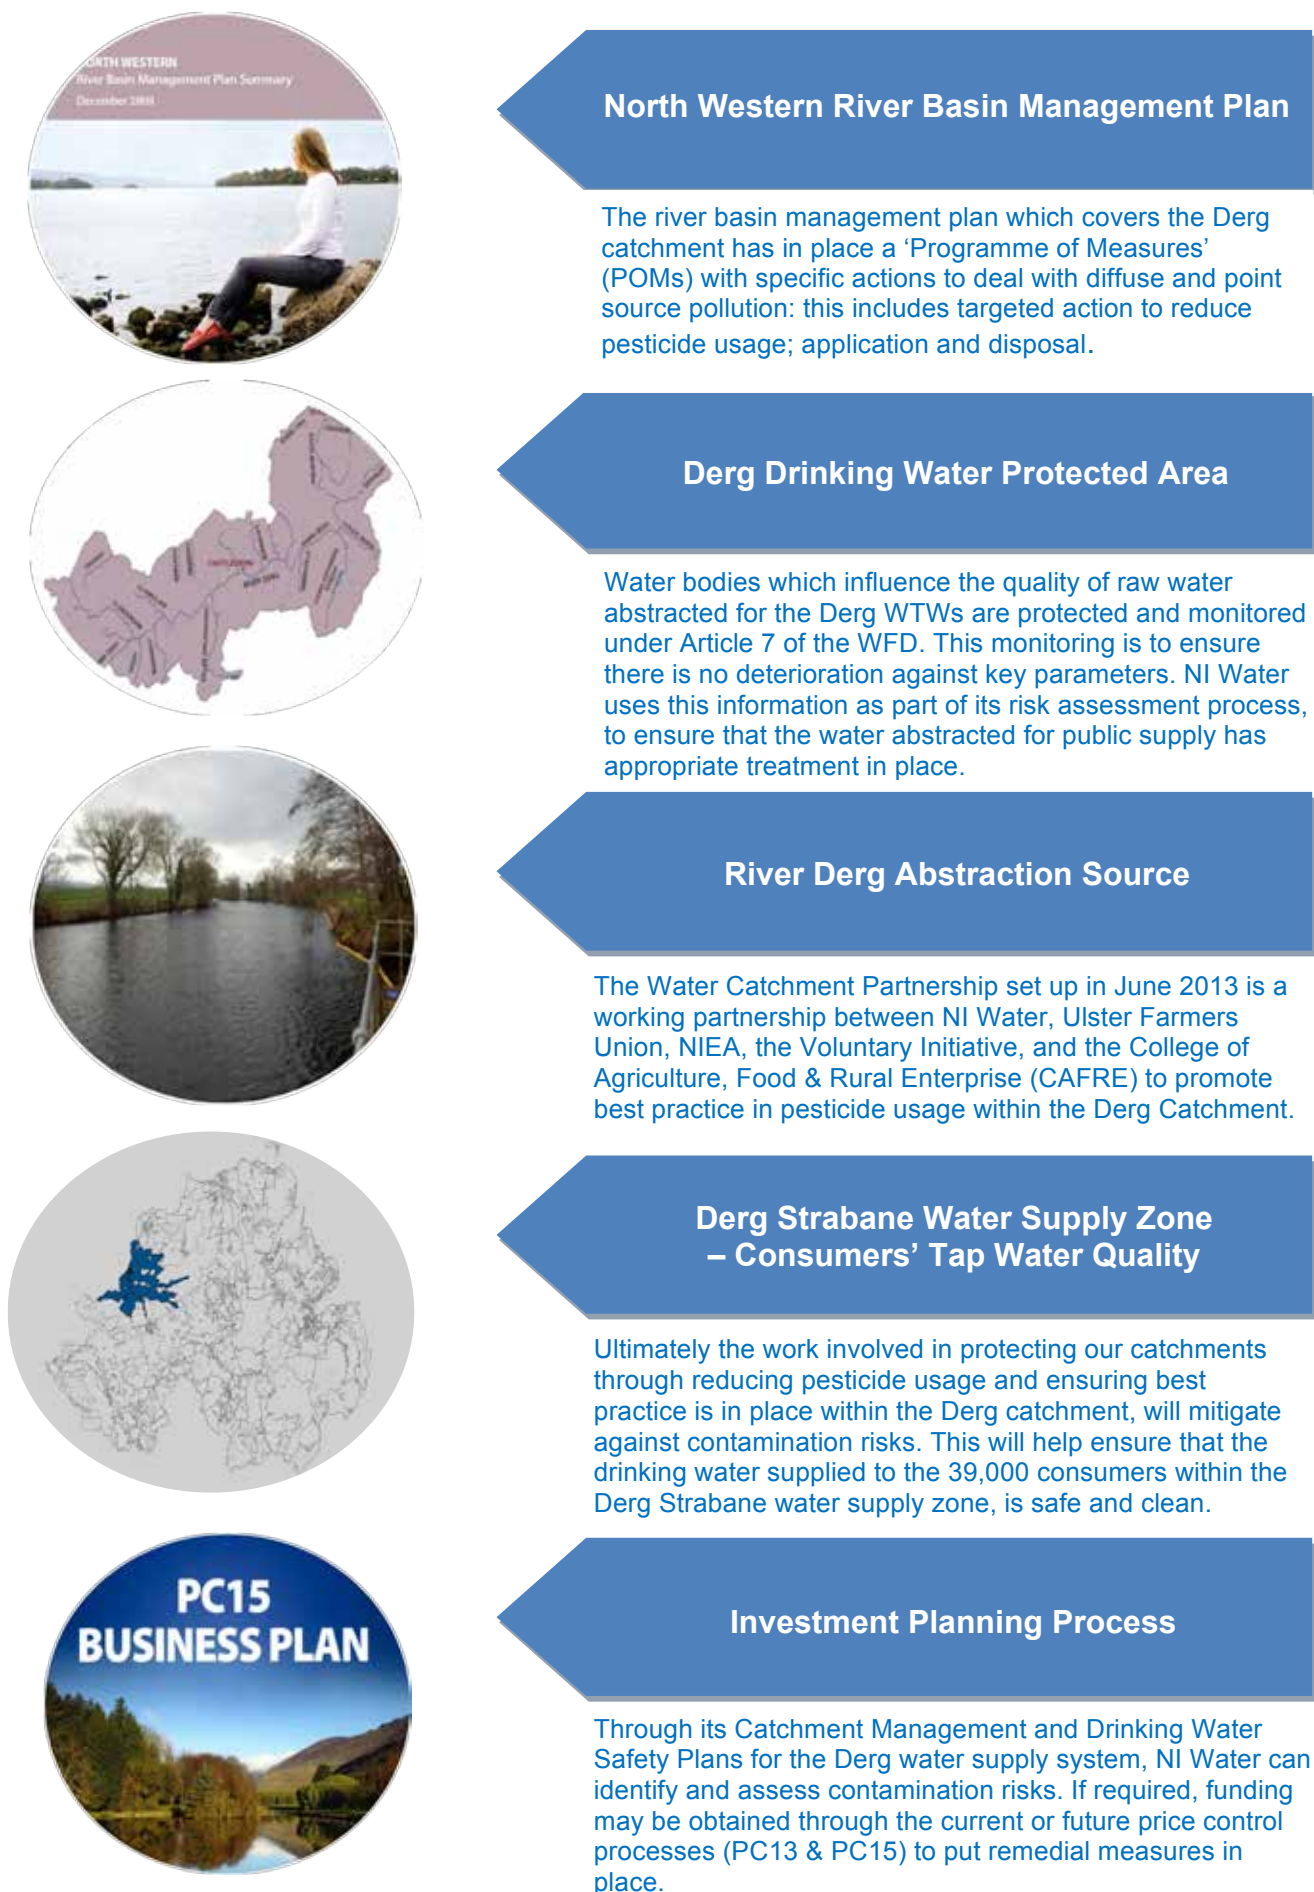 NORTH WESTERN
River Basin Management Plan Summary
December 2009
North Western River Basin Management Plan
The river basin management plan which covers the Derg
catchment has in place a ‘Programme of Measures’
(POMs) with specific actions to deal with diffuse and point
source pollution: this includes targeted action to reduce
pesticide usage; application and disposal.
Derg Drinking Water Protected Area
Water bodies which influence the quality of raw water
abstracted for the Derg WTWs are protected and monitored
under Article 7 of the WFD. This monitoring is to ensure
there is no deterioration against key parameters. NI Water
uses this information as part of its risk assessment process,
to ensure that the water abstracted for public supply has
appropriate treatment in place.
River Derg Abstraction Source
The Water Catchment Partnership set up in June 2013 is a
working partnership between NI Water, Ulster Farmers
Union, NIEA, the Voluntary Initiative, and the College of
Agriculture, Food & Rural Enterprise (CAFRE) to promote
best practice in pesticide usage within the Derg Catchment.
Derg Strabane Water Supply Zone
– Consumers’ Tap Water Quality
Ultimately the work involved in protecting our catchments
through reducing pesticide usage and ensuring best
practice is in place within the Derg catchment, will mitigate
against contamination risks. This will help ensure that the
drinking water supplied to the 39,000 consumers within the
Derg Strabane water supply zone, is safe and clean.
PC15
BUSINESS PLAN
Investment Planning Process
Through its Catchment Management and Drinking Water
Safety Plans for the Derg water supply system, NI Water can
identify and assess contamination risks. If required, funding
may be obtained through the current or future price control
processes (PC13 & PC15) to put remedial measures in
place.